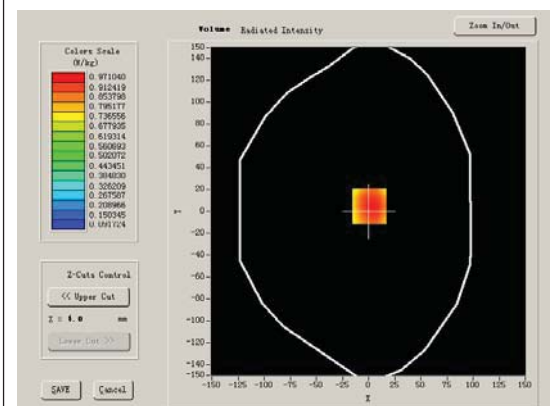 Volume Radiated Intensity
Zoom In/Out
Colors Scale
(W/kg)
0.971040
0.912419
0.853798
0.795177
0.736556
0.677935
0.619314
0.560693
0.502072
0.443451
0.384830
0.326209
0.267587
0.208966
0.150345
0.091724
Z-Cuts Control
<< Upper Cut
Z = 4.0 mm
Lower Cut >>
SAVE
Cancel
150
160
120
100
80
60
40
20
0
-20
-40
-60
-80
-100
-120
-140
-150
Y
-150 -125 -100 -75 -50 -25 0 25 50 75 100 125 150
X